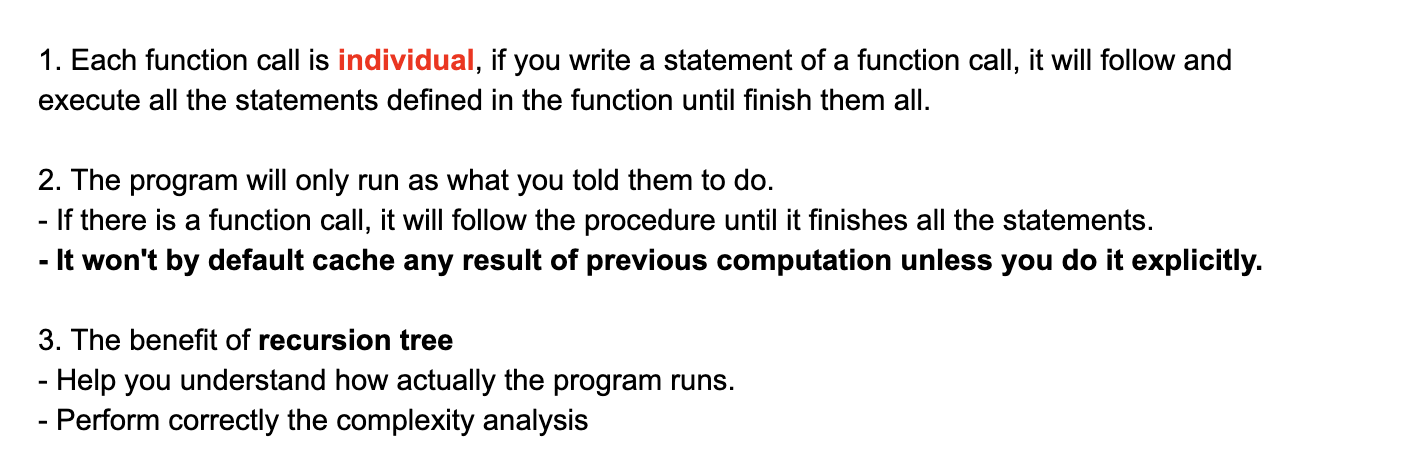 1. Each function call is individual, if you write a statement of a function call, it will follow and
execute all the statements defined in the function until finish them all.
2. The program will only run as what you told them to do.
- If there is a function call, it will follow the procedure until it finishes all the statements.
- It won't by default cache any result of previous computation unless you do it explicitly.
3. The benefit of recursion tree
- Help you understand how actually the program runs.
- Perform correctly the complexity analysis